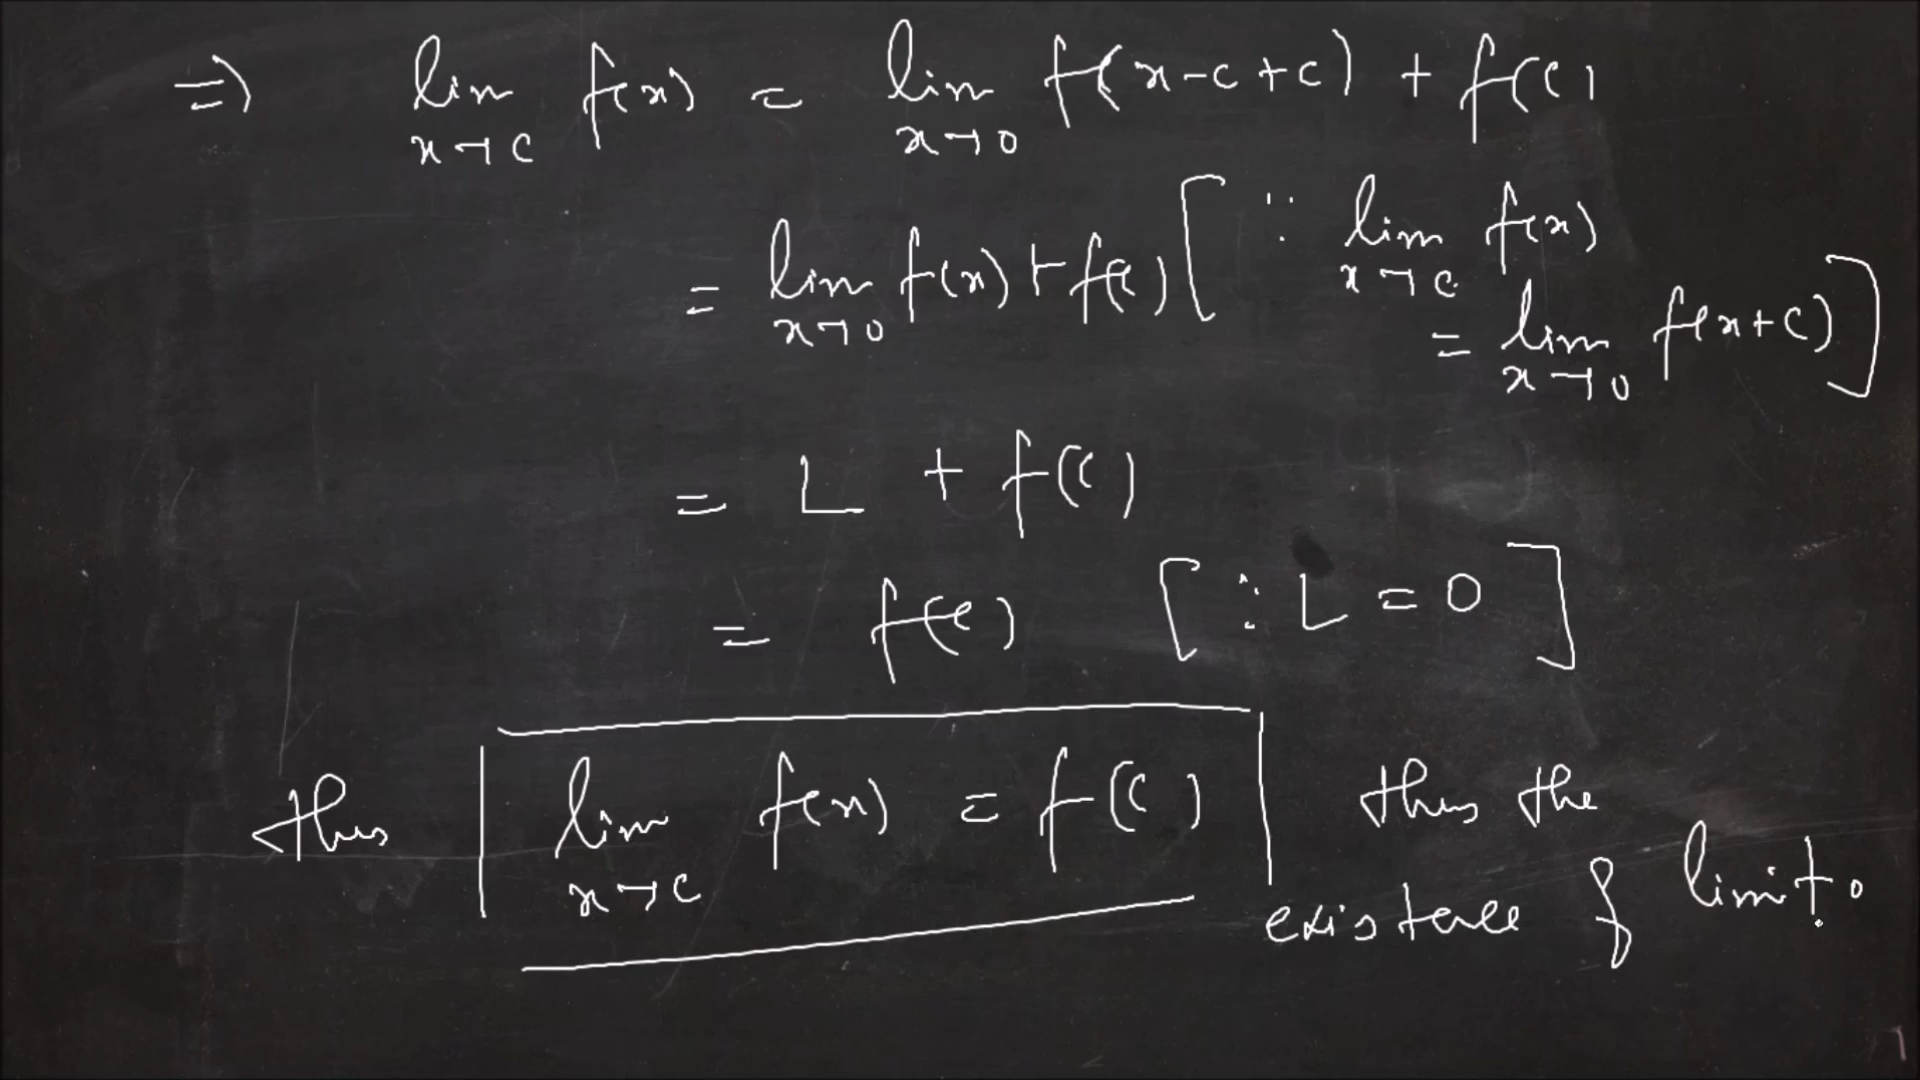 => lim f(x) = lim f(x-c+c) + f(c)
x→c x→0
= lim f(x) + f(c) [ ∵ lim f(x)
x→0 x→c
= lim f(x+c) ]
x→0
= L + f(c)
= f(c) [ ∵ L = 0 ]
thus lim f(x) = f(c) thus the
x→c existence of limit.